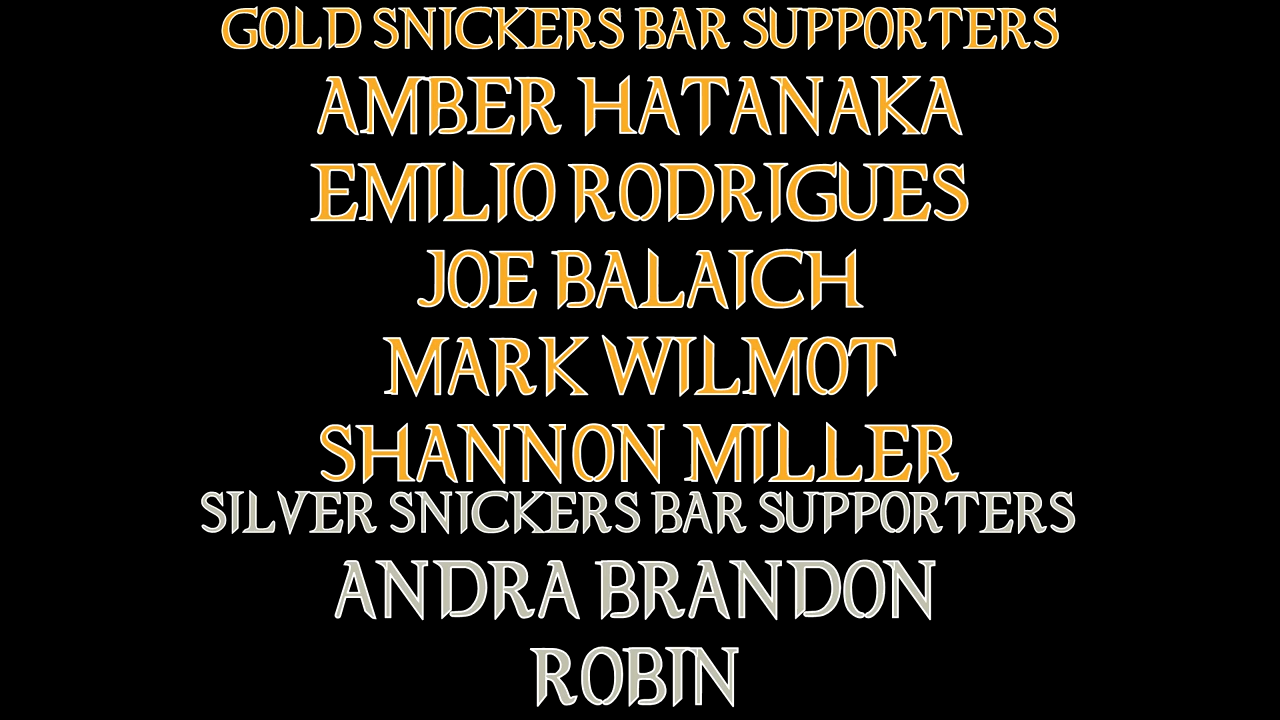 GOLD SNICKERS BAR SUPPORTERS
AMBER HATANAKA
EMILIO RODRIGUES
JOE BALAICH
MARK WILMOT
SHANNON MILLER
SILVER SNICKERS BAR SUPPORTERS
ANDRA BRANDON
ROBIN